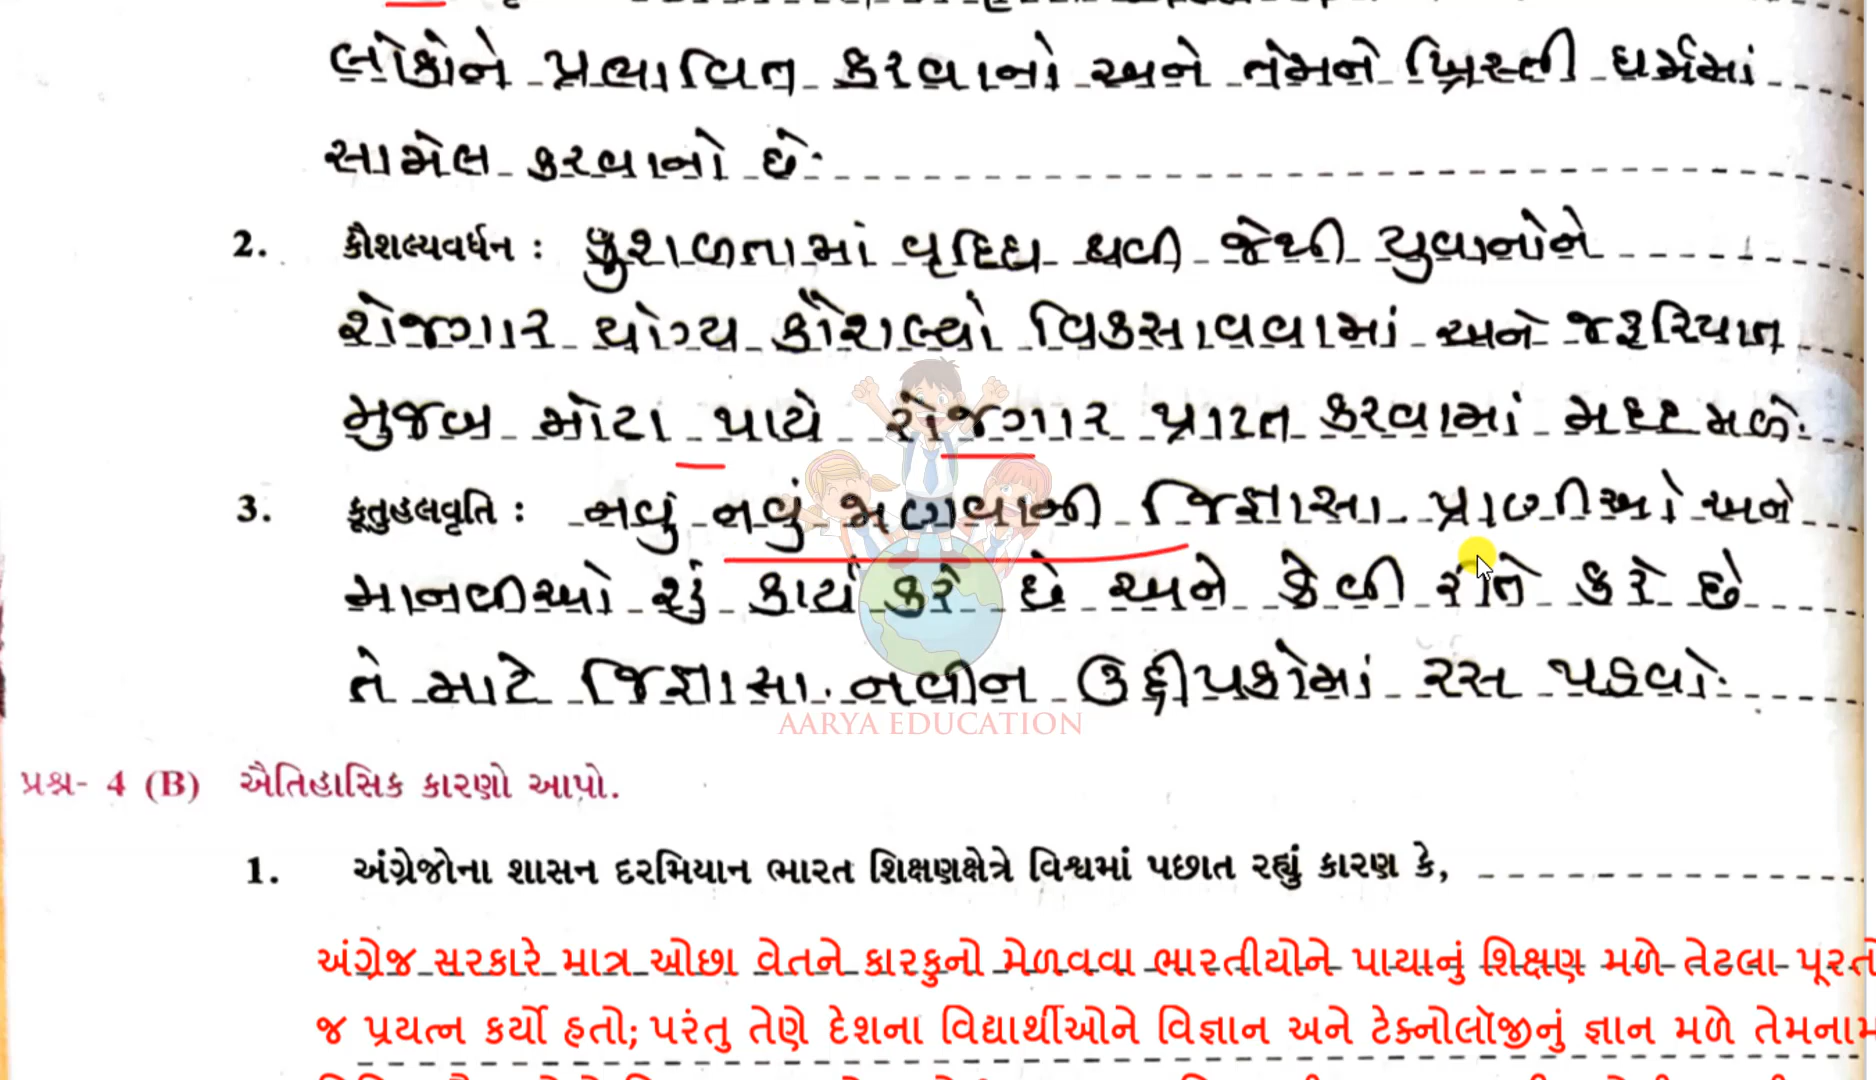 લોકોને પ્રભાવિત કરવાનો અને તેમને ખ્રિસ્તી ધર્મમાં
સામેલ કરવાનો છે.
2. કૌશલ્યવર્ધન : કુશળતામાં વૃદ્ધિ થવી જેથી યુવાનોને
રોજગાર યોગ્ય કૌશલ્યો વિકસાવવામાં અને જરૂરિયાત
મુજબ મોટા પાયે રોજગાર પ્રાપ્ત કરવામાં મદદ મળે.
3. કૂતુહલવૃતિ : નવું નવું જાણવાની જિજ્ઞાસા. પ્રાણીઓ અને
માનવીઓ શું કાર્ય કરે છે અને કેવી રીતે કરે છે
તે માટે જિજ્ઞાસા. નવીન ઉદ્દીપકોમાં રસ પડવો.
AARYA EDUCATION
પ્રશ્ન- 4 (B) ઐતિહાસિક કારણો આપો.
1. અંગ્રેજોના શાસન દરમિયાન ભારત શિક્ષણક્ષેત્રે વિશ્વમાં પછાત રહ્યું કારણ કે,
અંગ્રેજ સરકારે માત્ર ઓછા વેતને કારકુનો મેળવવા ભારતીયોને પાયાનું શિક્ષણ મળે તેટલા પૂરતો
જ પ્રયત્ન કર્યો હતો; પરંતુ તેણે દેશના વિદ્યાર્થીઓને વિજ્ઞાન અને ટેક્નોલૉજીનું જ્ઞાન મળે તેમનામ